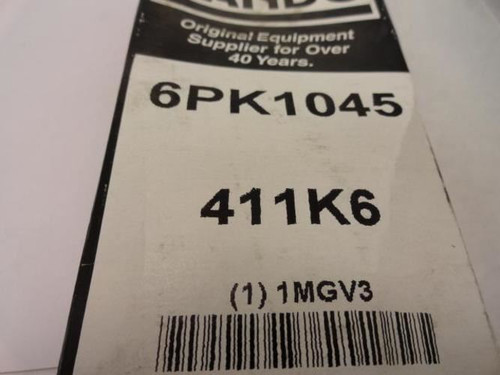 Original Equipment
Supplier for Over
40 Years.
6PK1045
411K6
(1) 1MGV3